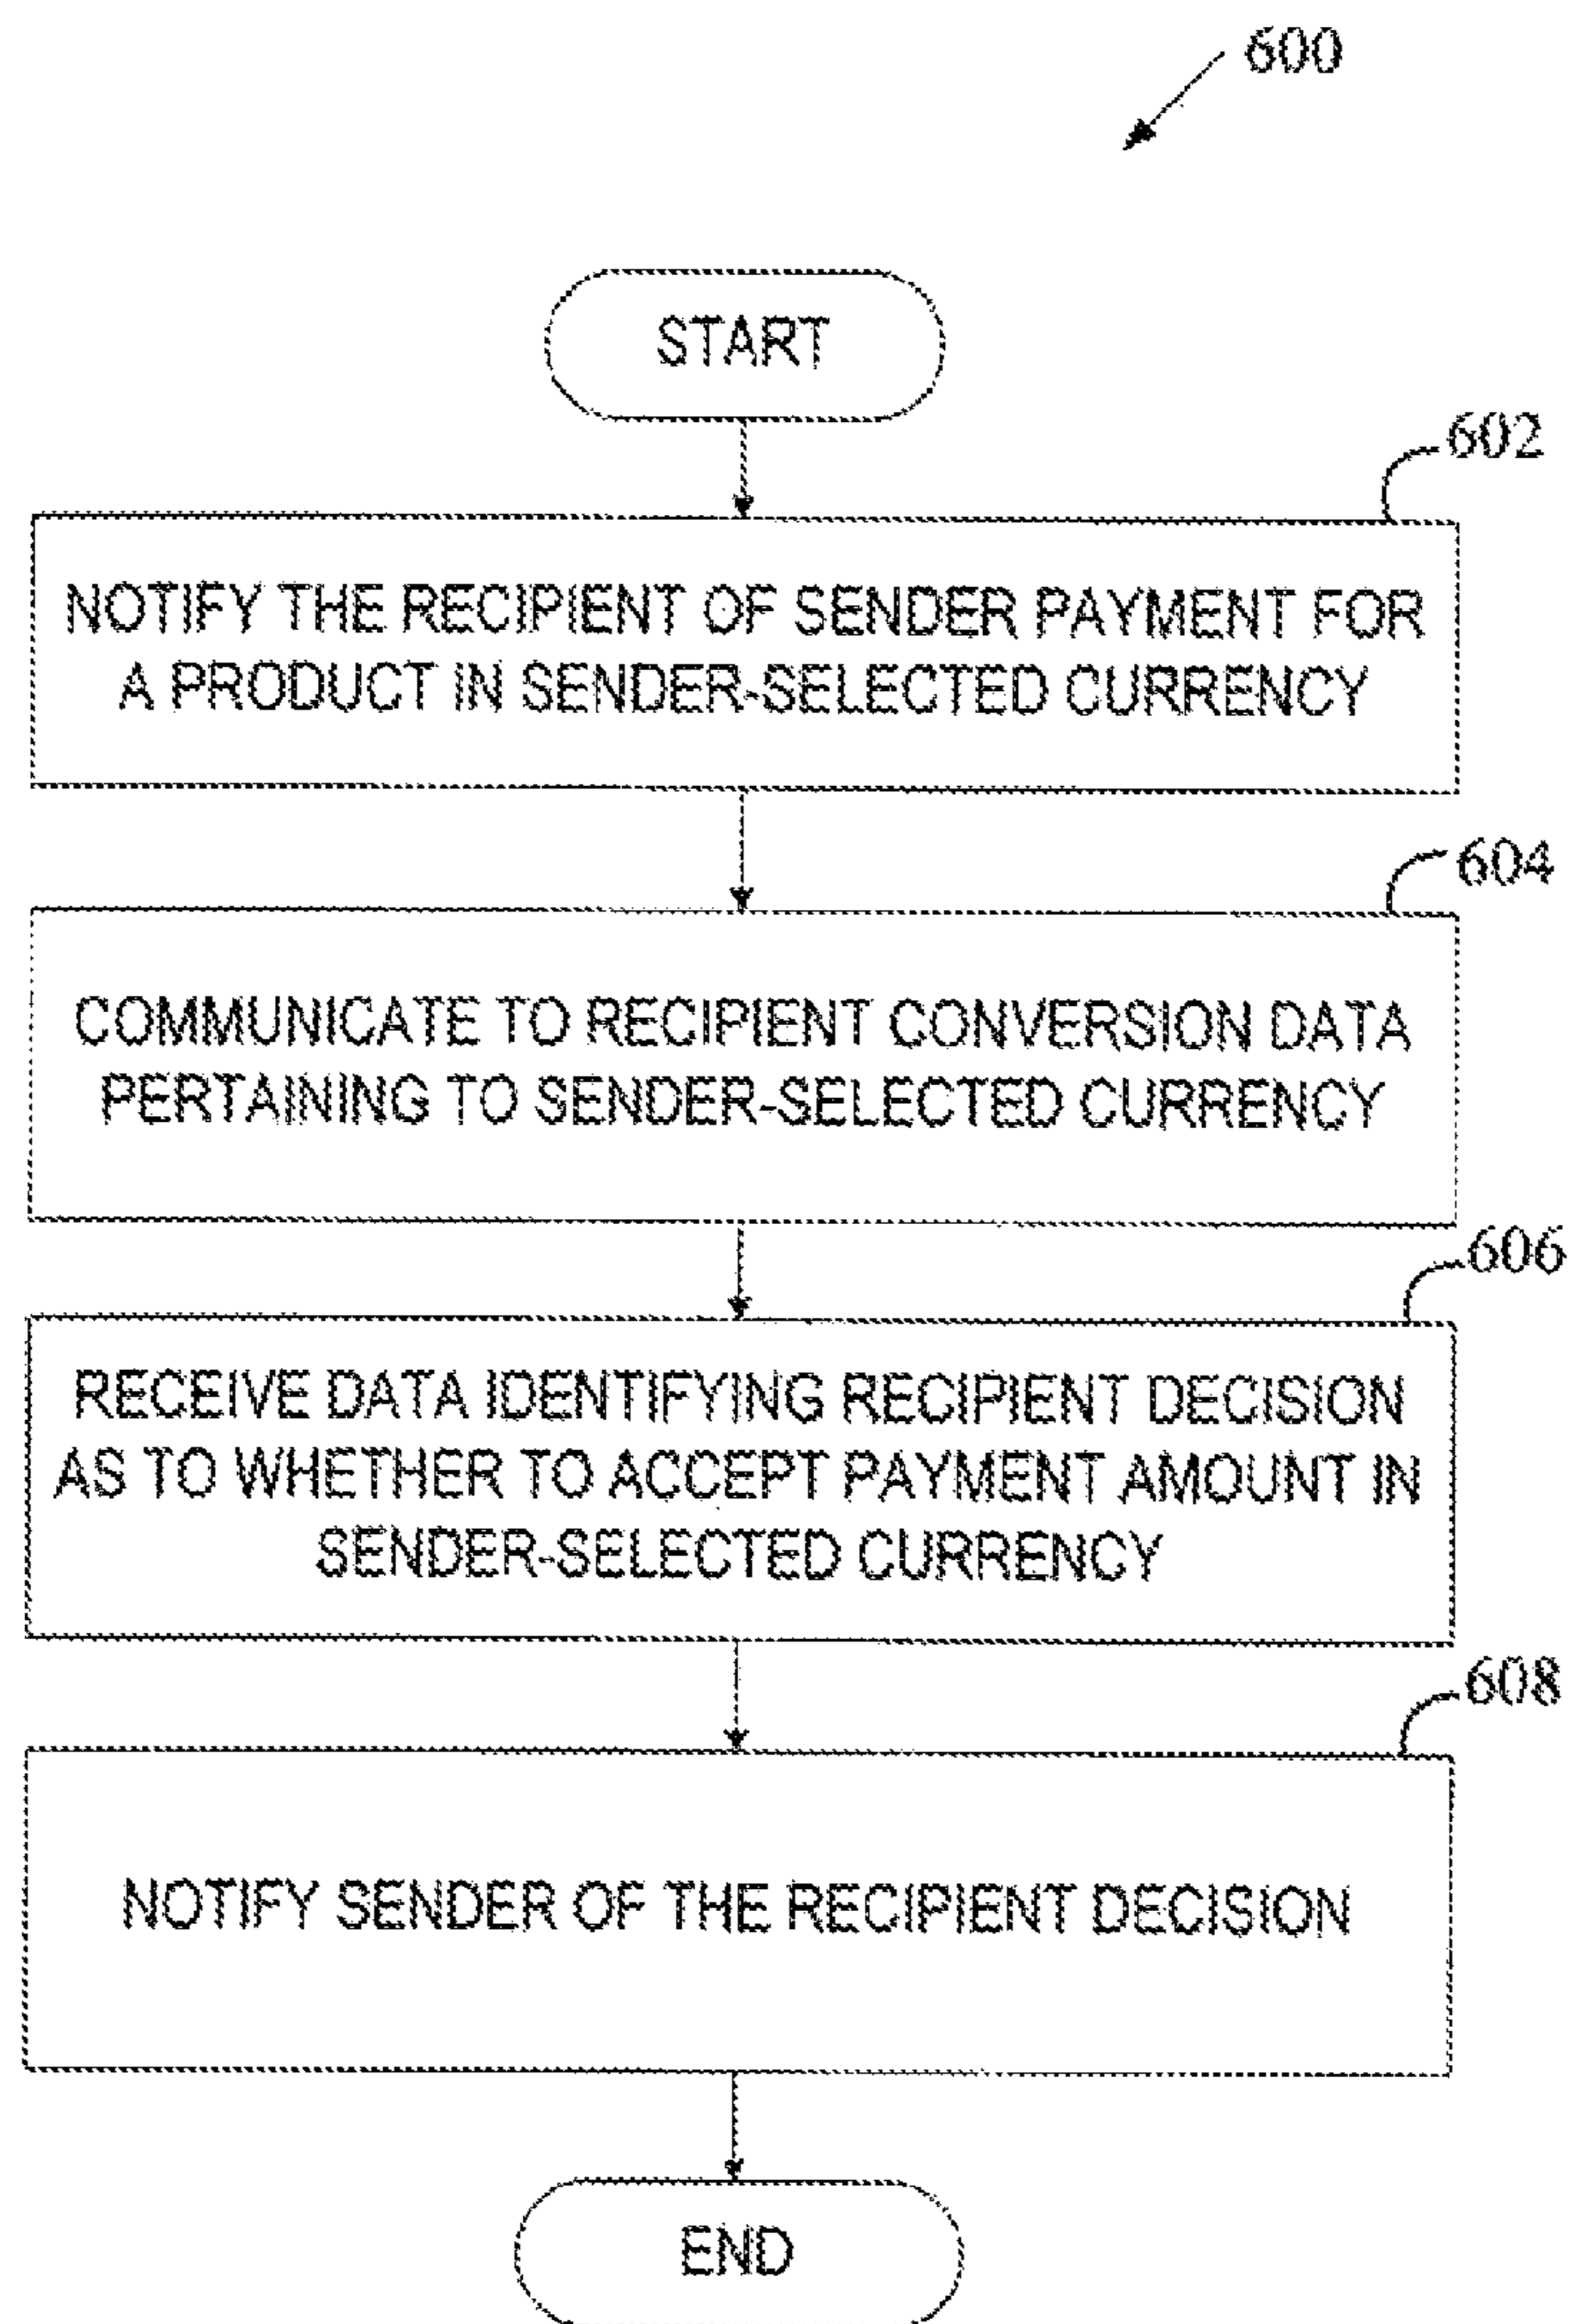 600
START
602
NOTIFY THE RECIPIENT OF SENDER PAYMENT FOR
A PRODUCT IN SENDER-SELECTED CURRENCY
604
COMMUNICATE TO RECIPIENT CONVERSION DATA
PERTAINING TO SENDER-SELECTED CURRENCY
606
RECEIVE DATA IDENTIFYING RECIPIENT DECISION
AS TO WHETHER TO ACCEPT PAYMENT AMOUNT IN
SENDER-SELECTED CURRENCY
608
NOTIFY SENDER OF THE RECIPIENT DECISION
END